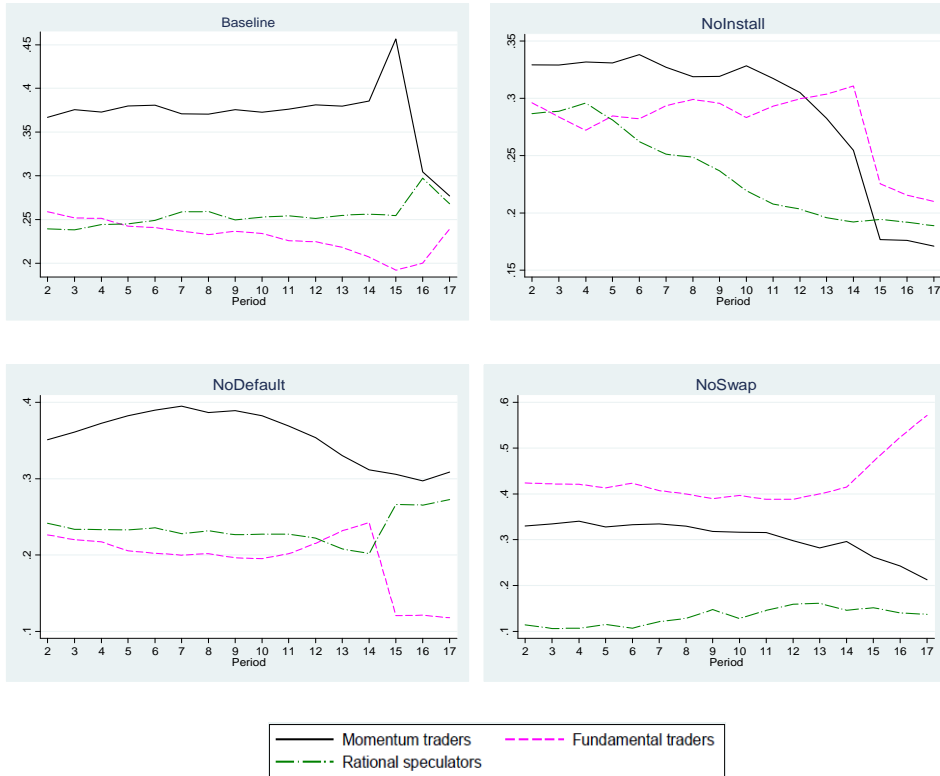 Baseline
.45
.4
.35
.3
.25
.2
2 3 4 5 6 7 8 9 10 11 12 13 14 15 16 17
Period
NoInstall
.35
.3
.25
.2
.15
2 3 4 5 6 7 8 9 10 11 12 13 14 15 16 17
Period
NoDefault
.4
.3
.2
.1
2 3 4 5 6 7 8 9 10 11 12 13 14 15 16 17
Period
NoSwap
.6
.5
.4
.3
.2
.1
2 3 4 5 6 7 8 9 10 11 12 13 14 15 16 17
Period
Momentum traders Fundamental traders
Rational speculators